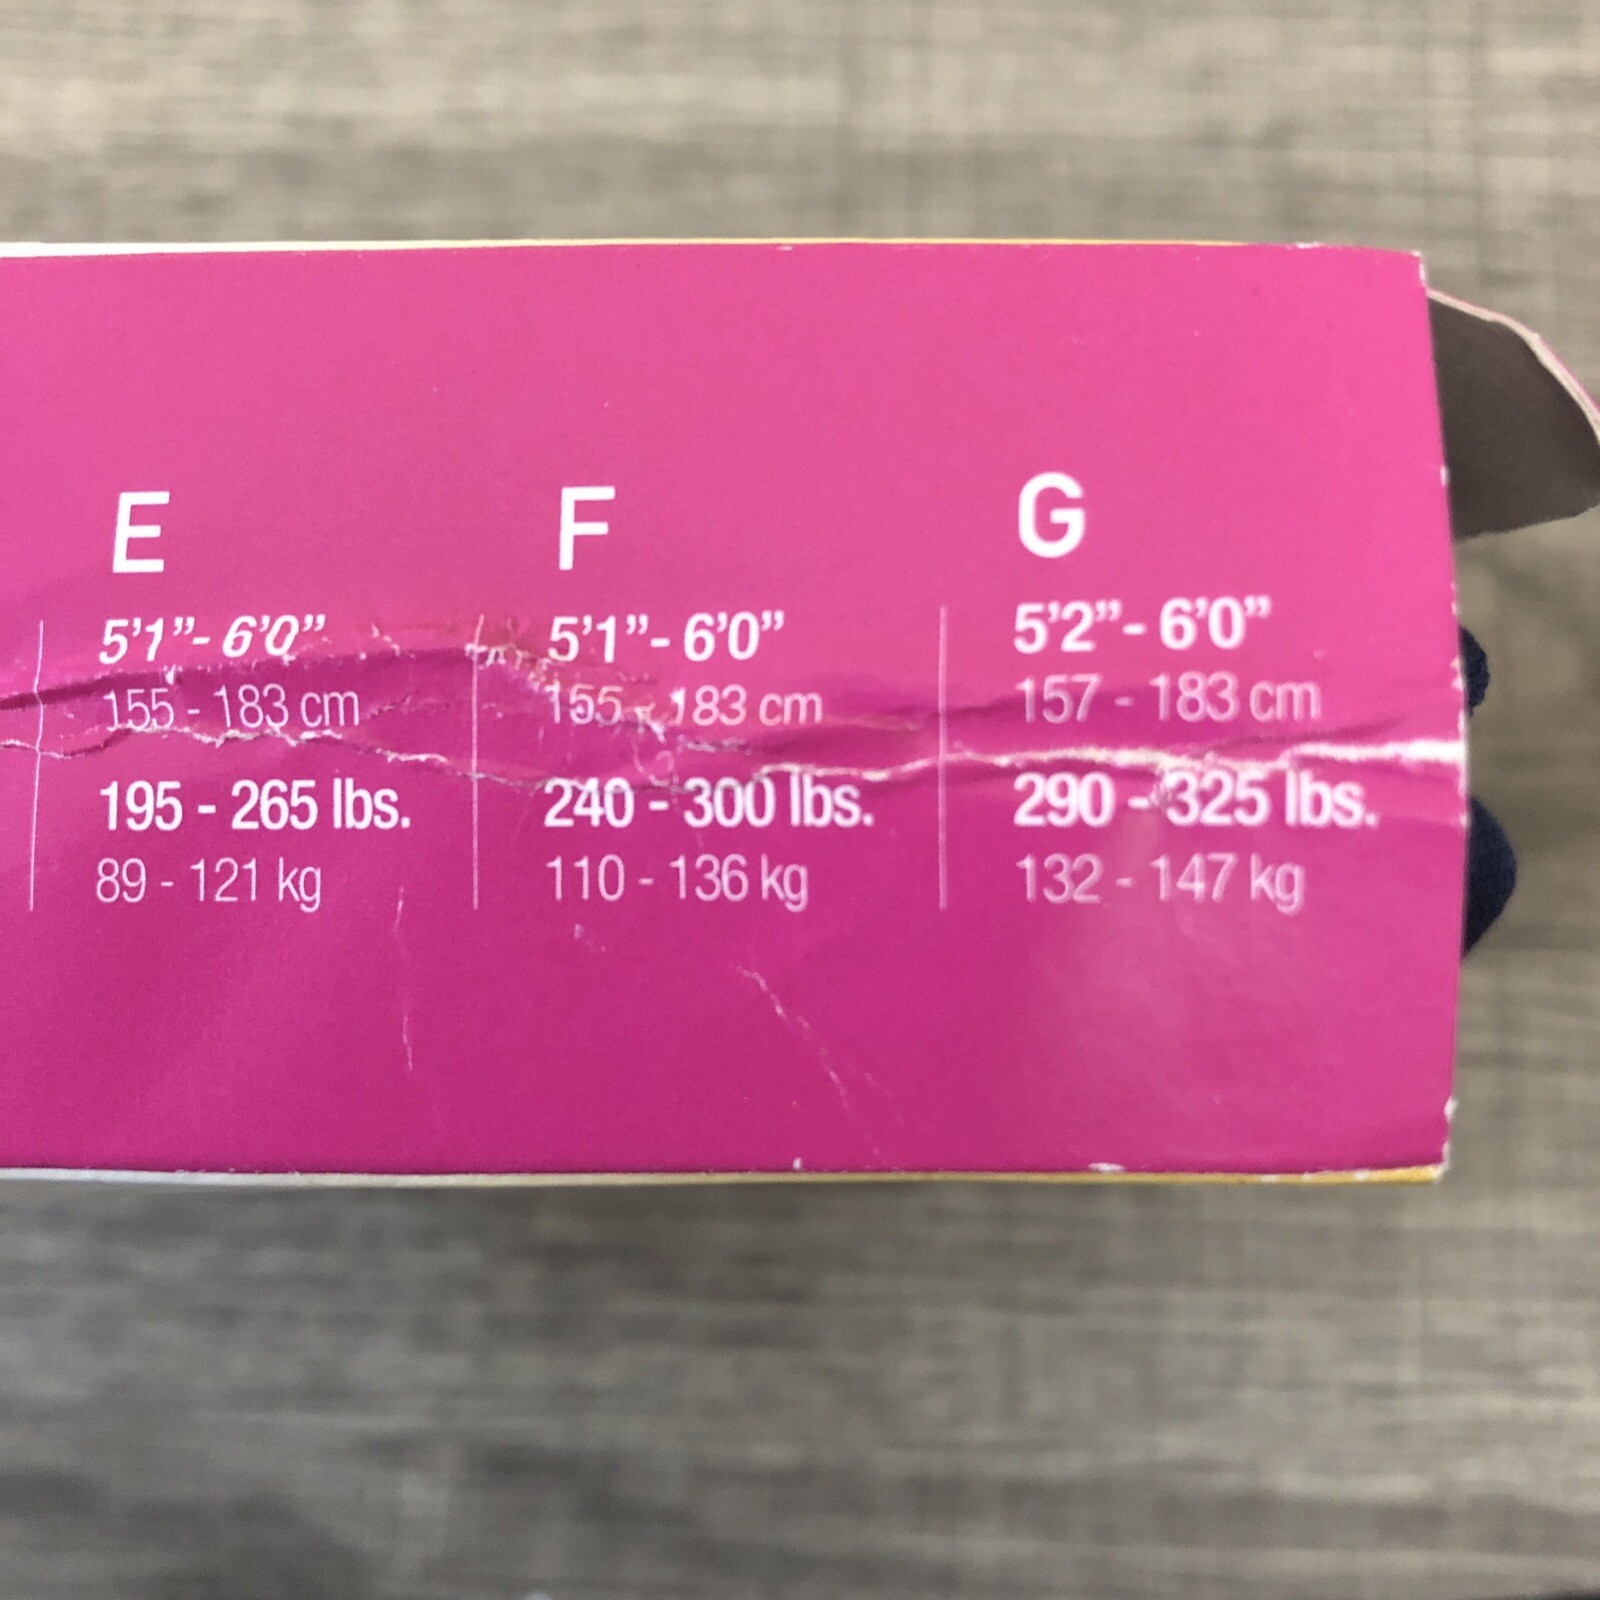 E
5'1”- 6'0”
155 - 183 cm
195 - 265 lbs.
89 - 121 kg
F
5'1”- 6'0”
155 - 183 cm
240 - 300 lbs.
110 - 136 kg
G
5'2”- 6'0”
157 - 183 cm
290 - 325 lbs.
132 - 147 kg